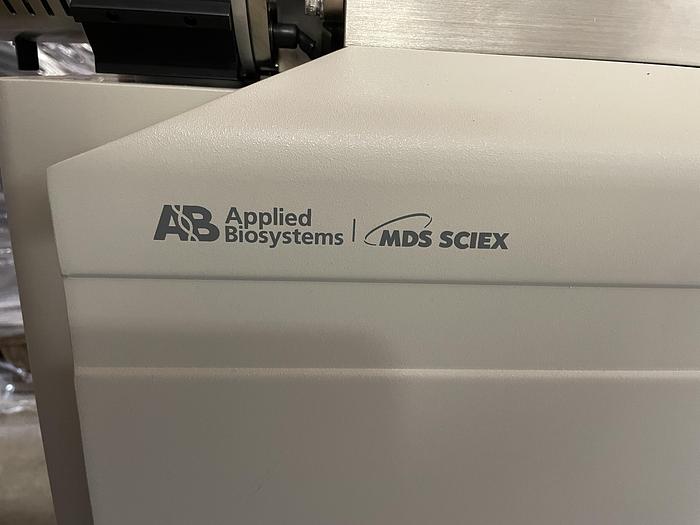 AB Applied
Biosystems | MDS SCIEX